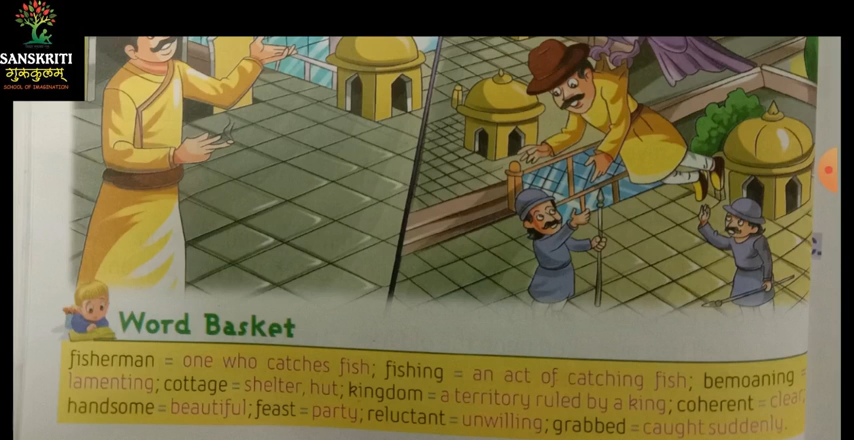 SANSKRITI
गुरुकुलम्
SCHOOL OF IMAGINATION
Word Basket
fisherman = one who catches fish; fishing = an act of catching fish; bemoaning =
lamenting; cottage = shelter, hut; kingdom = a territory ruled by a king; coherent = clear;
handsome = beautiful; feast = party; reluctant = unwilling; grabbed = caught suddenly.